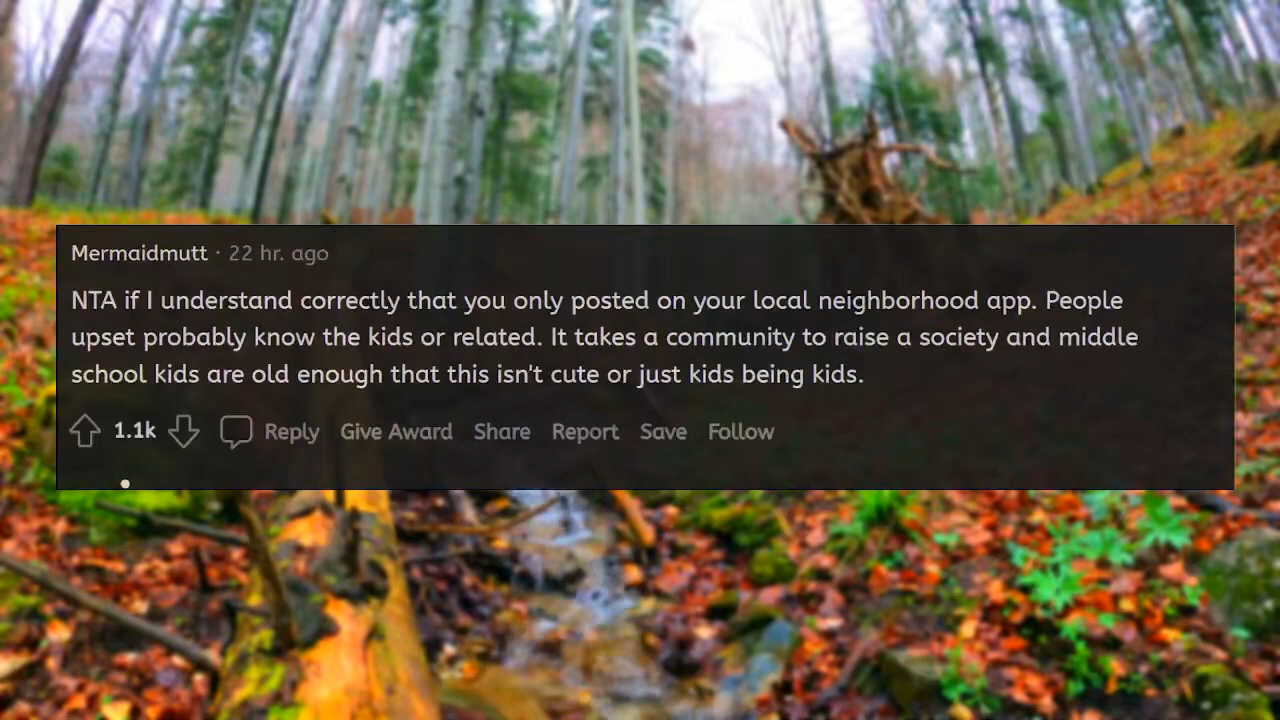 Mermaidmutt · 22 hr. ago
NTA if I understand correctly that you only posted on your local neighborhood app. People
upset probably know the kids or related. It takes a community to raise a society and middle
school kids are old enough that this isn't cute or just kids being kids.
1.1k Reply Give Award Share Report Save Follow